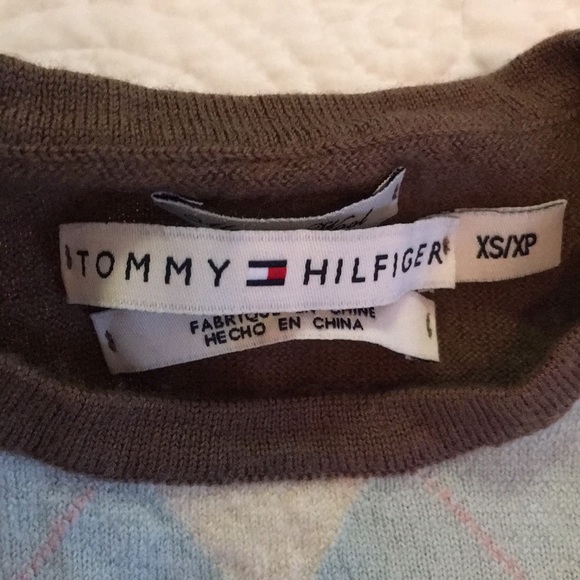 TOMMY HILFIGER
XS/XP
FABRIQUÉ EN CHINE
HECHO EN CHINA